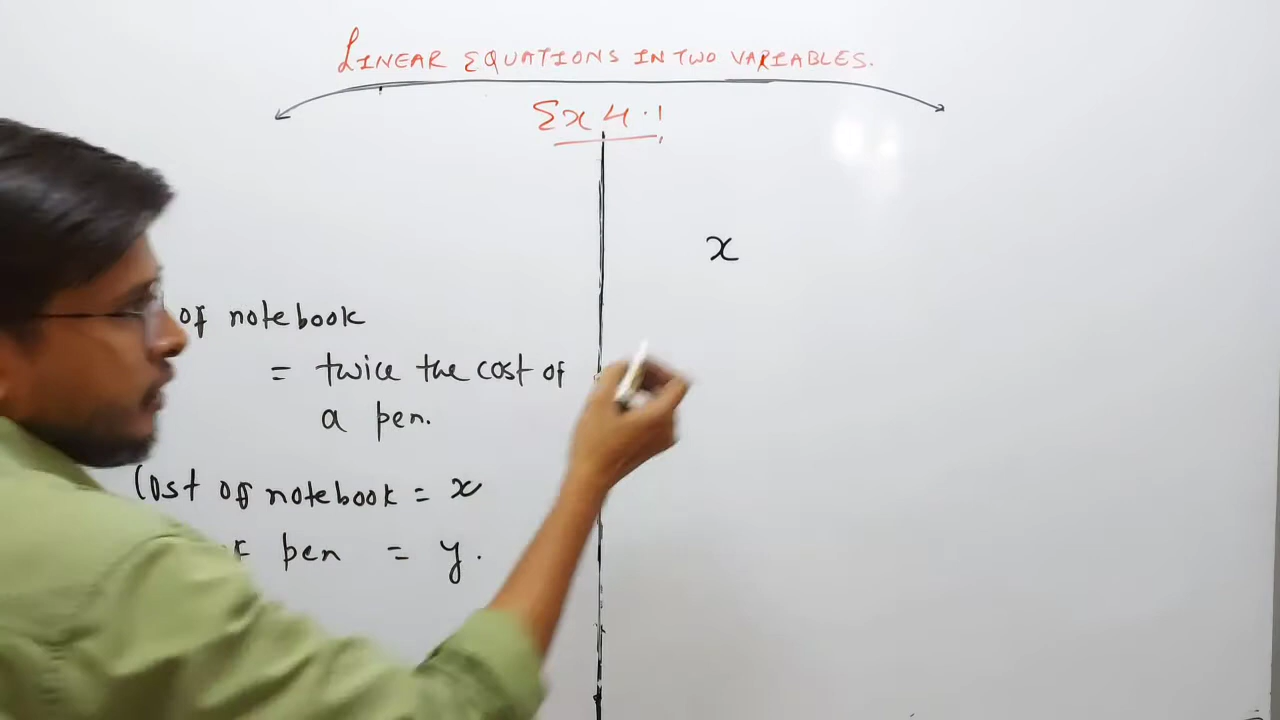 LINEAR EQUATIONS IN TWO VARIABLES.
Ex 4.1
of notebook
= twice the cost of
a pen.
Cost of notebook = x
pen = y.
x